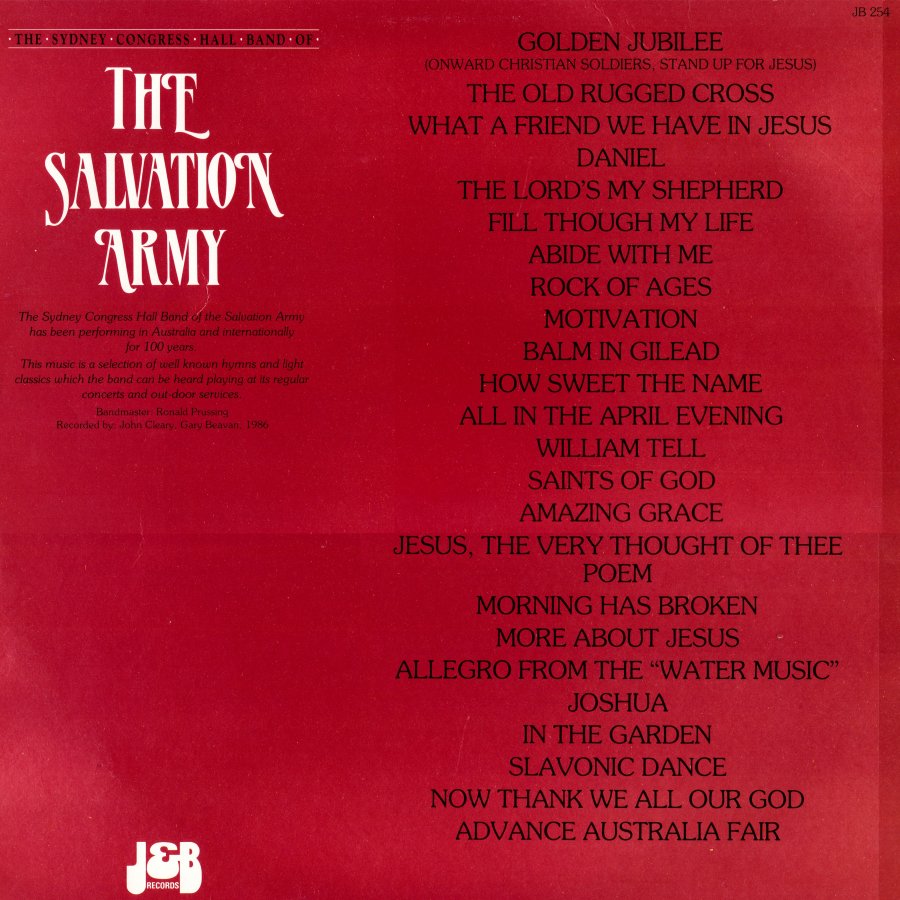 JB 254
·THE·SYDNEY·CONGRESS·HALL·BAND·OF·
THE
SALVATION
ARMY
The Sydney Congress Hall Band of the Salvation Army
has been performing in Australia and internationally
for 100 years.
This music is a selection of well known hymns and light
classics which the band can be heard playing at its regular
concerts and out-door services.
Bandmaster: Ronald Prussing
Recorded by: John Cleary, Gary Beavan, 1986
GOLDEN JUBILEE
(ONWARD CHRISTIAN SOLDIERS, STAND UP FOR JESUS)
THE OLD RUGGED CROSS
WHAT A FRIEND WE HAVE IN JESUS
DANIEL
THE LORD'S MY SHEPHERD
FILL THOUGH MY LIFE
ABIDE WITH ME
ROCK OF AGES
MOTIVATION
BALM IN GILEAD
HOW SWEET THE NAME
ALL IN THE APRIL EVENING
WILLIAM TELL
SAINTS OF GOD
AMAZING GRACE
JESUS, THE VERY THOUGHT OF THEE
POEM
MORNING HAS BROKEN
MORE ABOUT JESUS
ALLEGRO FROM THE “WATER MUSIC”
JOSHUA
IN THE GARDEN
SLAVONIC DANCE
NOW THANK WE ALL OUR GOD
ADVANCE AUSTRALIA FAIR
J&B
RECORDS